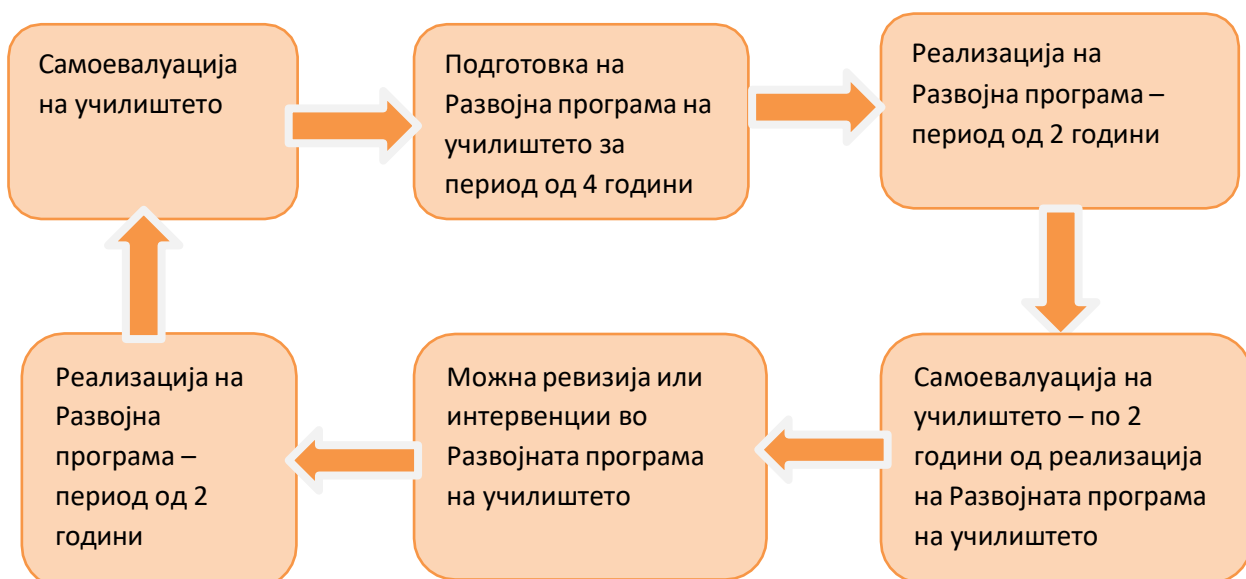 Самоевалуација
на училиштето
Подготовка на
Развојна програма на
училиштето за
период од 4 години
Реализација на
Развојна програма –
период од 2 години
Самоевалуација на
училиштето – по 2
години од реализација
на Развојната програма
на училиштето
Можна ревизија или
интервенции во
Развојната програма
на училиштето
Реализација на
Развојна
програма –
период од 2
години